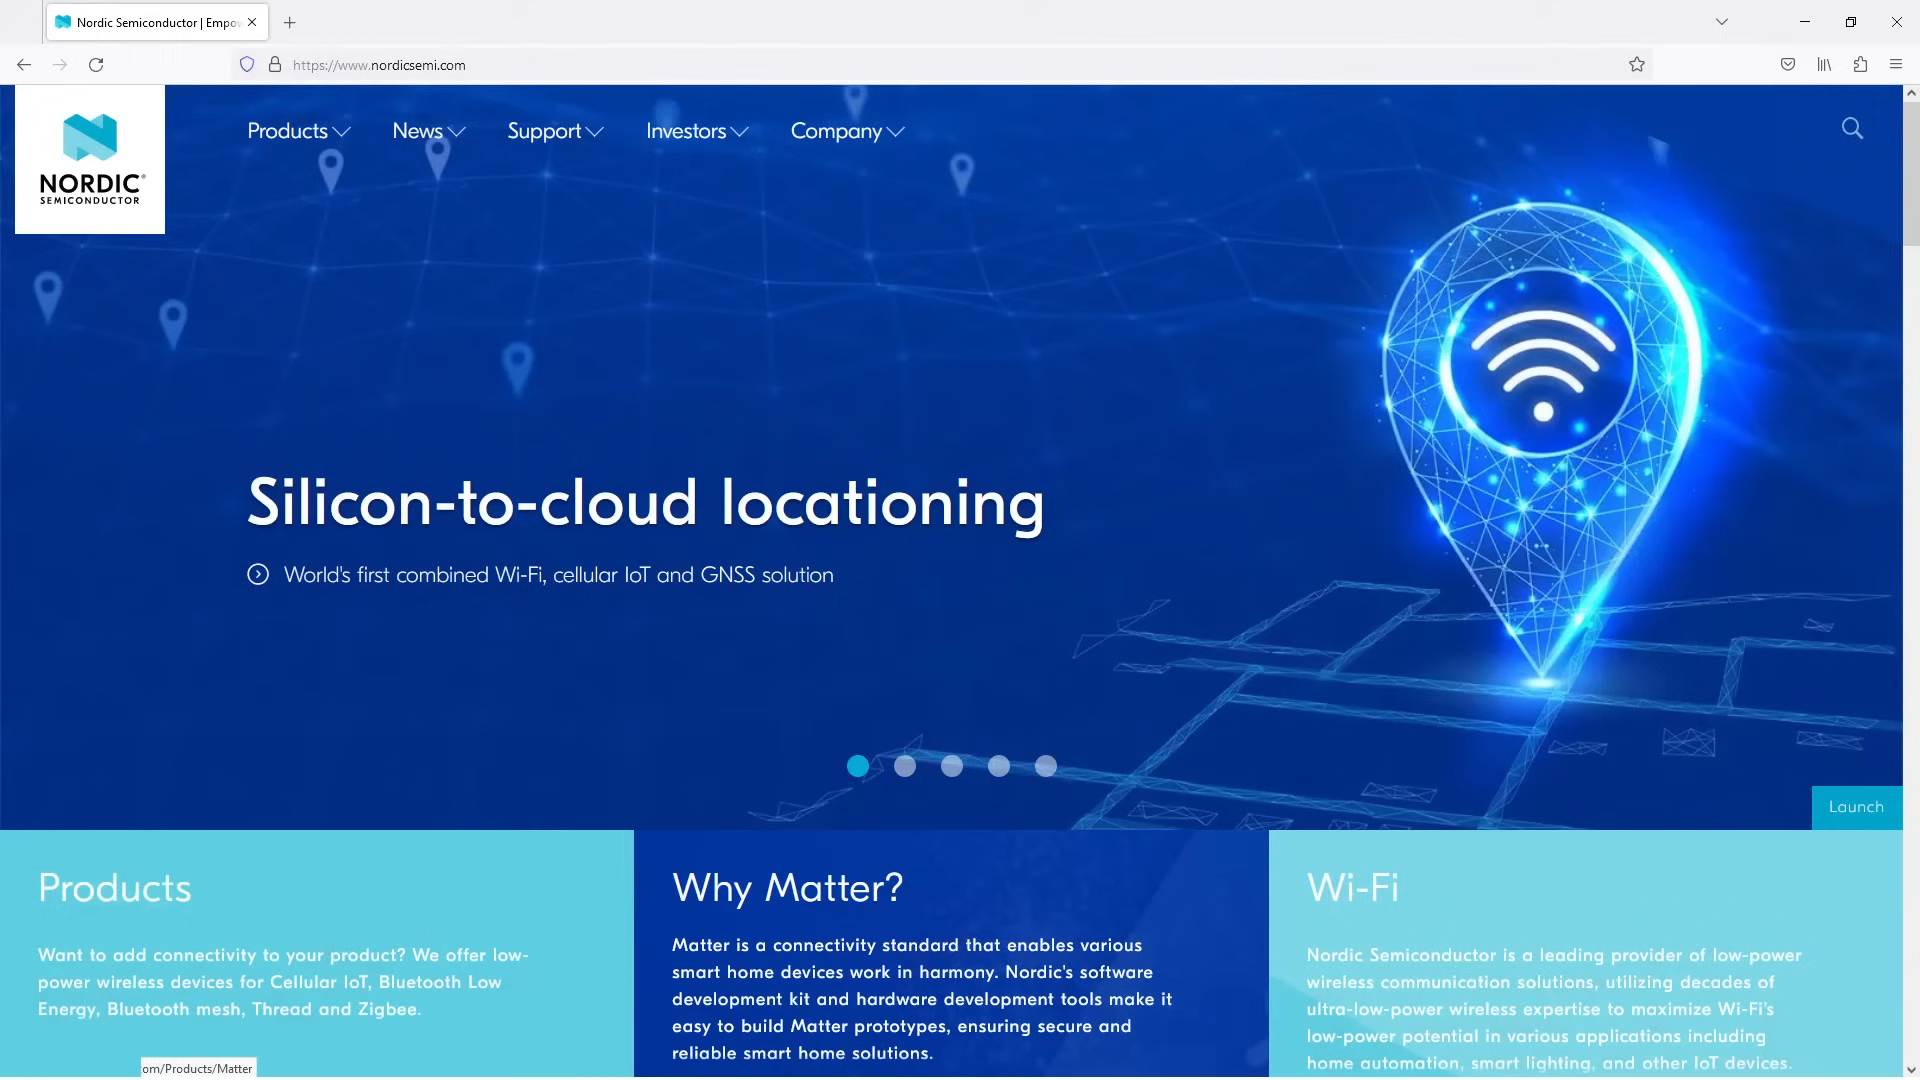 Nordic Semiconductor | Empow
https://www.nordicsemi.com
NORDIC®
SEMICONDUCTOR
Products
News
Support
Investors
Company
Silicon-to-cloud locationing
World's first combined Wi-Fi, cellular IoT and GNSS solution
Launch
Products
Want to add connectivity to your product? We offer low-
power wireless devices for Cellular IoT, Bluetooth Low
Energy, Bluetooth mesh, Thread and Zigbee.
Why Matter?
Matter is a connectivity standard that enables various
smart home devices work in harmony. Nordic's software
development kit and hardware development tools make it
easy to build Matter prototypes, ensuring secure and
reliable smart home solutions.
Wi-Fi
Nordic Semiconductor is a leading provider of low-power
wireless communication solutions, utilizing decades of
ultra-low-power wireless expertise to maximize Wi-Fi’s
low-power potential in various applications including
home automation, smart lighting, and other IoT devices.
om/Products/Matter